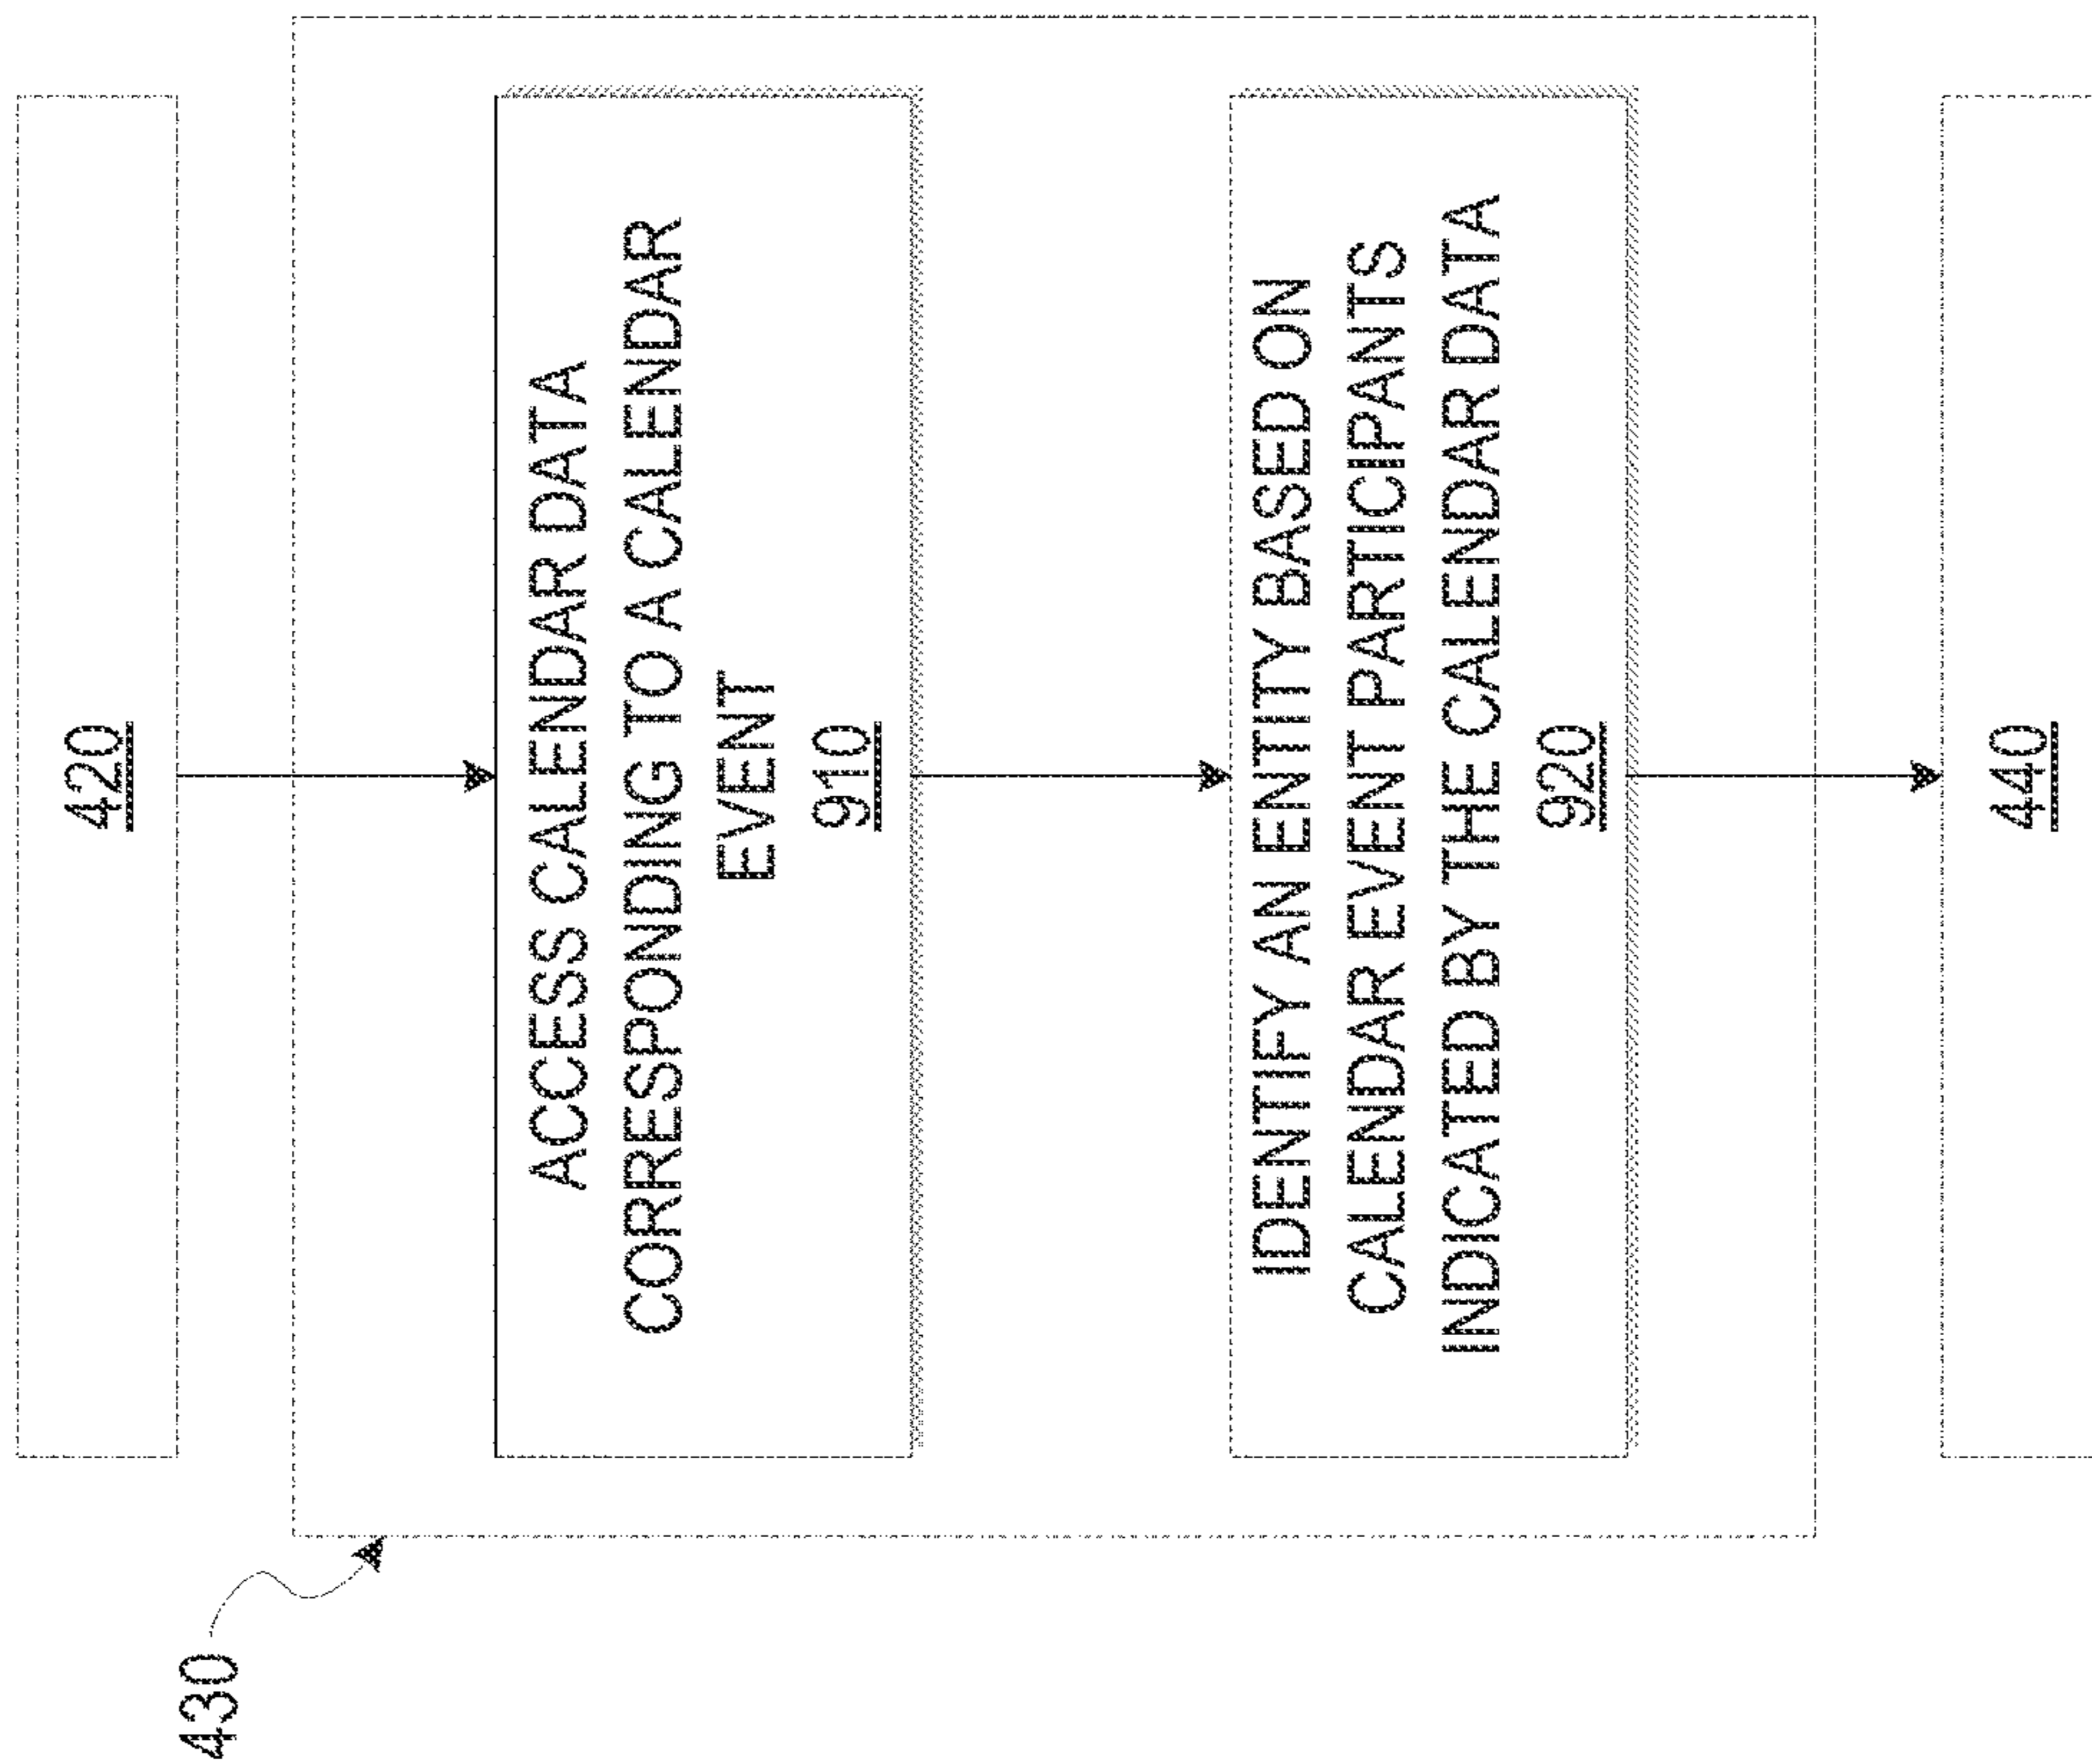 430
420
ACCESS CALENDAR DATA
CORRESPONDING TO A CALENDAR
EVENT
910
IDENTIFY AN ENTITY BASED ON
CALENDAR EVENT PARTICIPANTS
INDICATED BY THE CALENDAR DATA
920
440